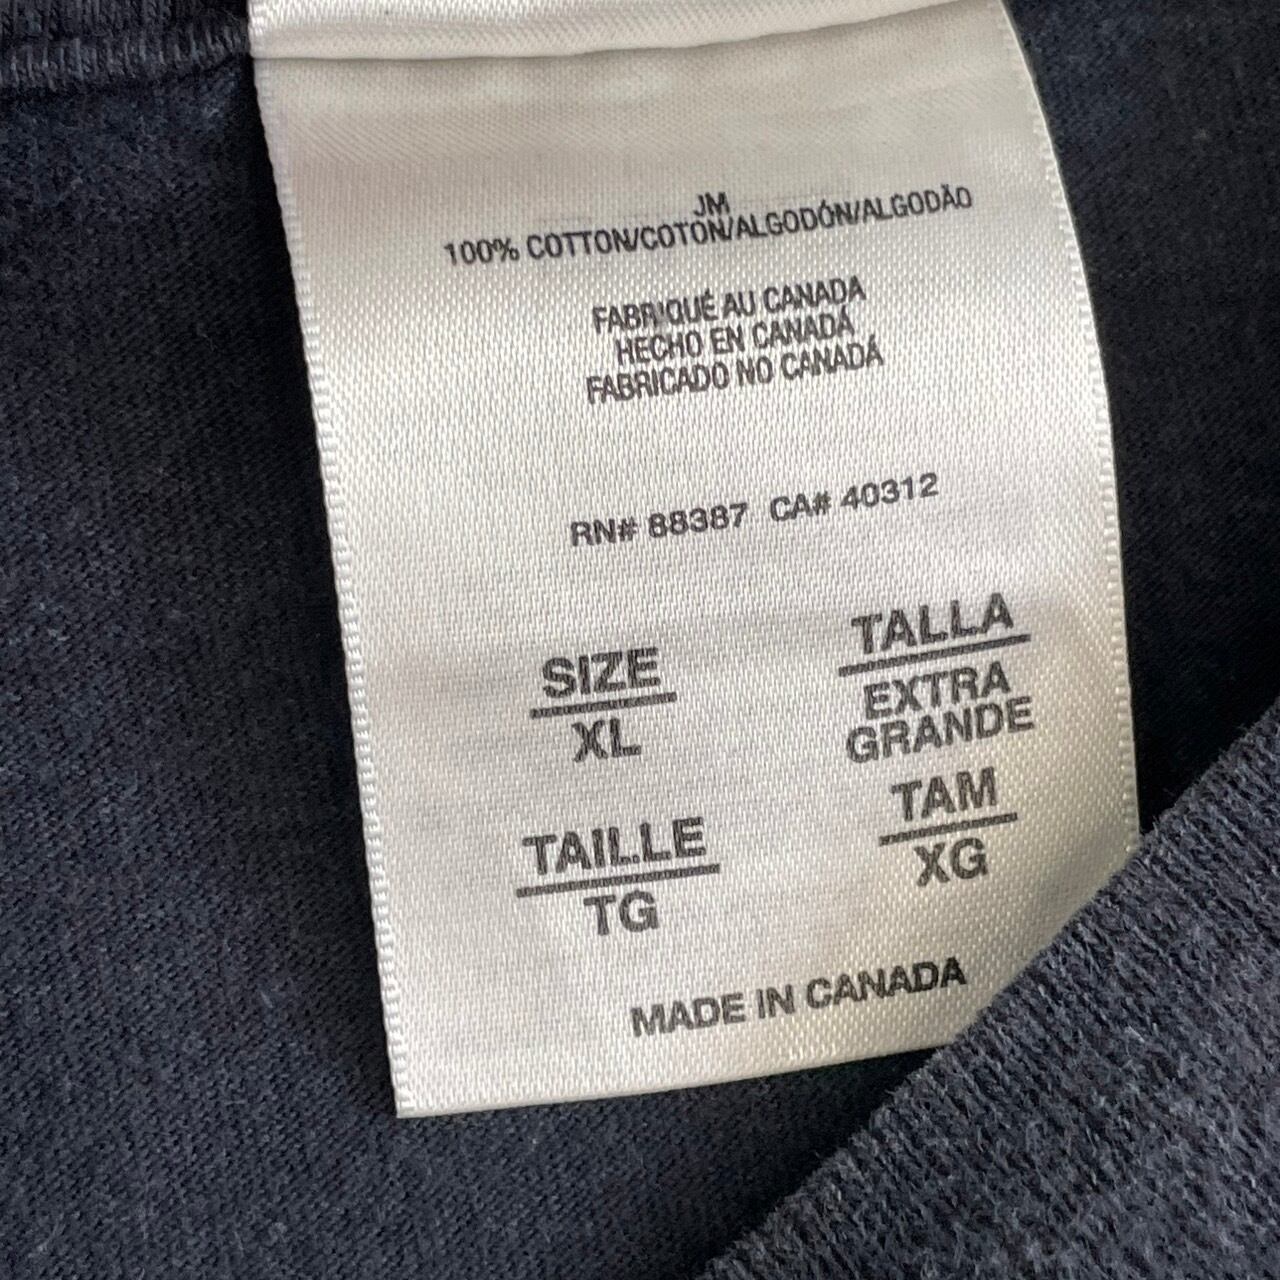 JM
100% COTTON/COTON/ALGODÓN/ALGODÃO
FABRIQUÉ AU CANADA
HECHO EN CANADÁ
FABRICADO NO CANADÁ
RN# 88387 CA# 40312
SIZE
XL
TALLA
EXTRA
GRANDE
TAILLE
TG
TAM
XG
MADE IN CANADA